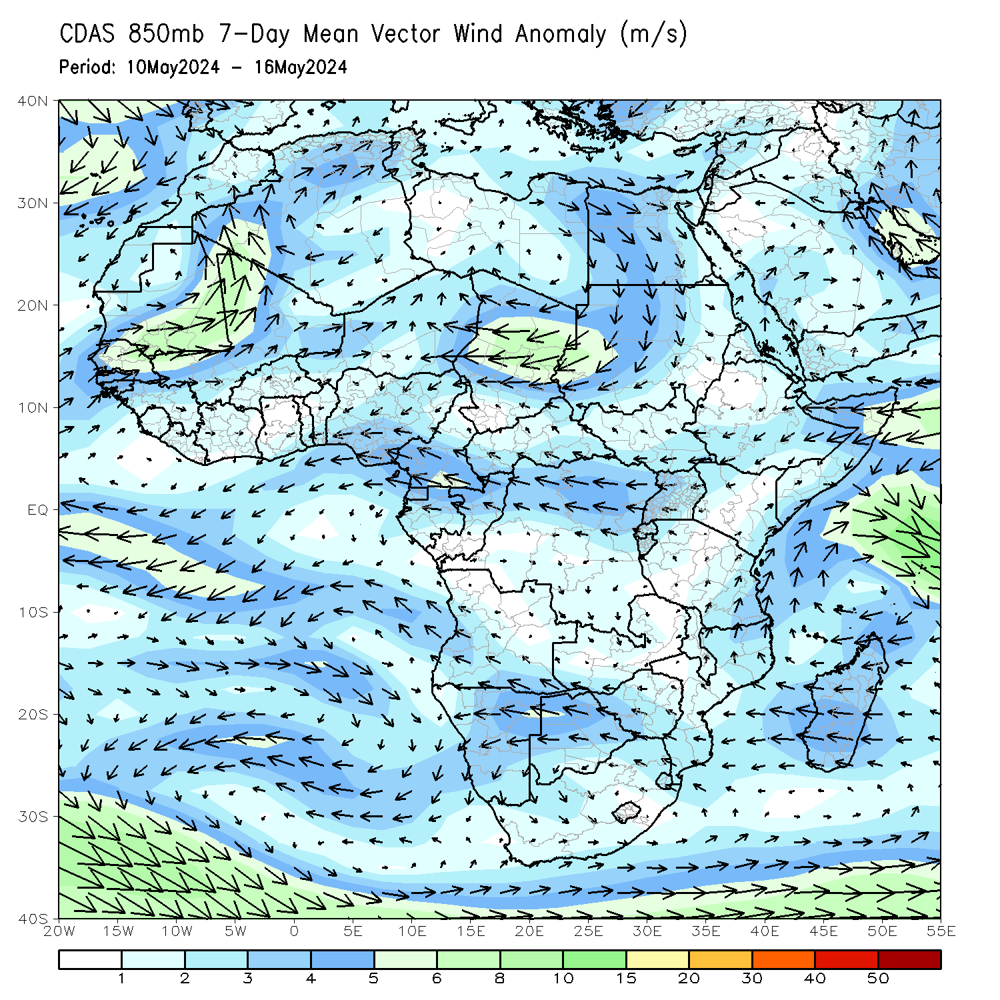 CDAS 850mb 7-Day Mean Vector Wind Anomaly (m/s)
Period: 10May2024 - 16May2024
40N
30N
20N
10N
EQ
10S
20S
30S
40S
20W 15W 10W 5W 0 5E 10E 15E 20E 25E 30E 35E 40E 45E 50E 55E
1 2 3 4 5 6 8 10 15 20 30 40 50